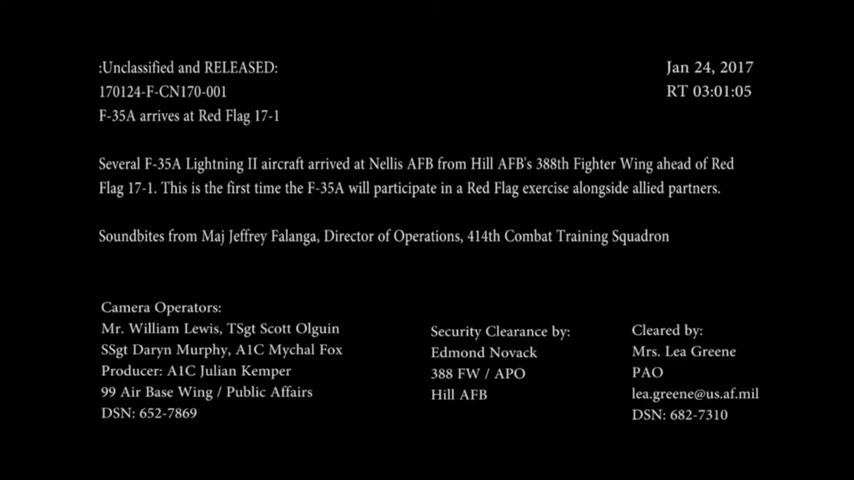 :Unclassified and RELEASED:
170124-F-CN170-001
F-35A arrives at Red Flag 17-1
Jan 24, 2017
RT 03:01:05
Several F-35A Lightning II aircraft arrived at Nellis AFB from Hill AFB's 388th Fighter Wing ahead of Red
Flag 17-1. This is the first time the F-35A will participate in a Red Flag exercise alongside allied partners.
Soundbites from Maj Jeffrey Falanga, Director of Operations, 414th Combat Training Squadron
Camera Operators:
Mr. William Lewis, TSgt Scott Olguin
SSgt Daryn Murphy, A1C Mychal Fox
Producer: A1C Julian Kemper
99 Air Base Wing / Public Affairs
DSN: 652-7869
Security Clearance by:
Edmond Novack
388 FW / APO
Hill AFB
Cleared by:
Mrs. Lea Greene
PAO
lea.greene@us.af.mil
DSN: 682-7310